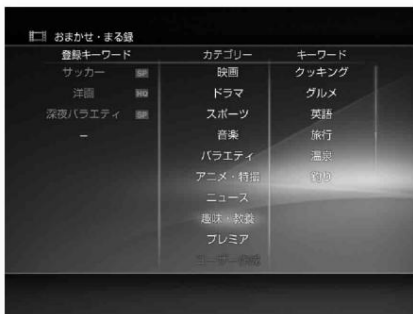 おまかせ・まる録
登録キーワード
サッカー SP
洋画 HQ
深夜バラエティ SP
–
カテゴリー
映画
ドラマ
スポーツ
音楽
バラエティ
アニメ・特撮
ニュース
趣味・教養
プレミア
キーワード
クッキング
グルメ
英語
旅行
温泉
釣り